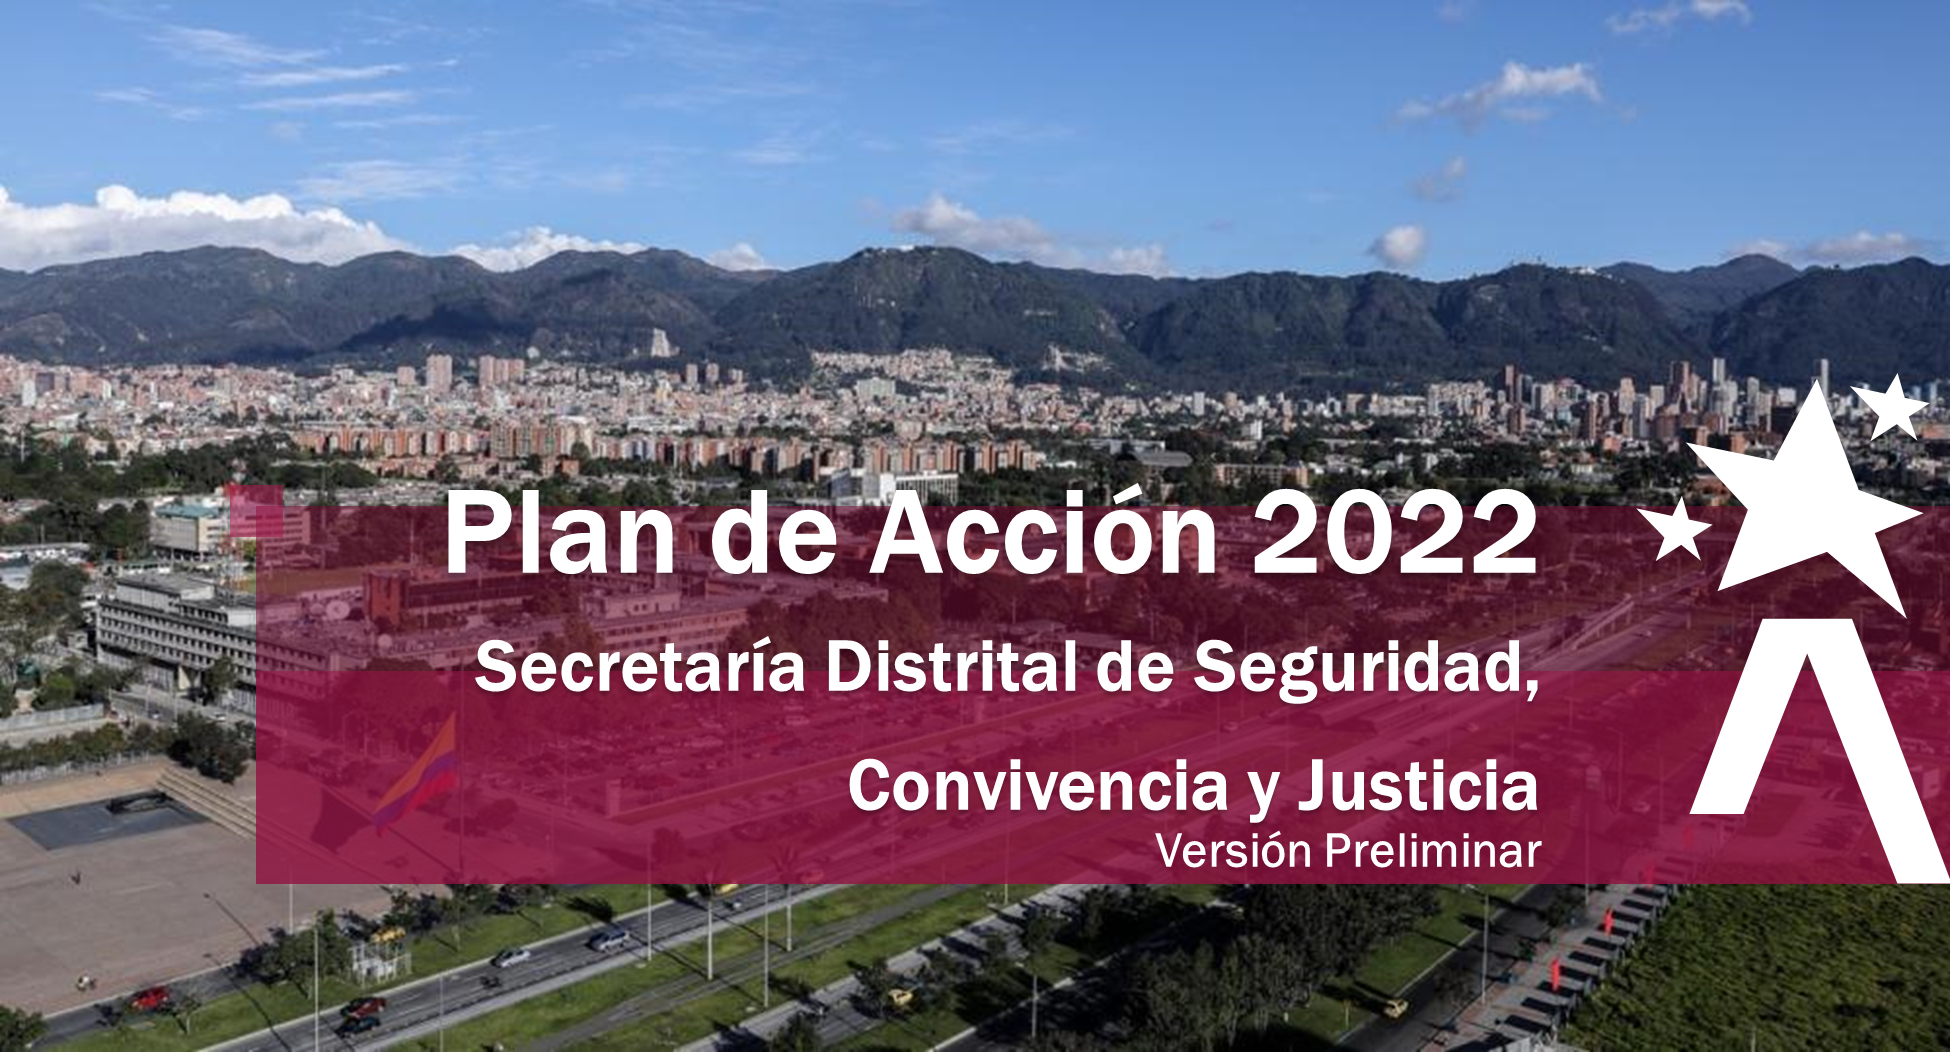 Plan de Acción 2022
Secretaría Distrital de Seguridad,
Convivencia y Justicia
Versión Preliminar